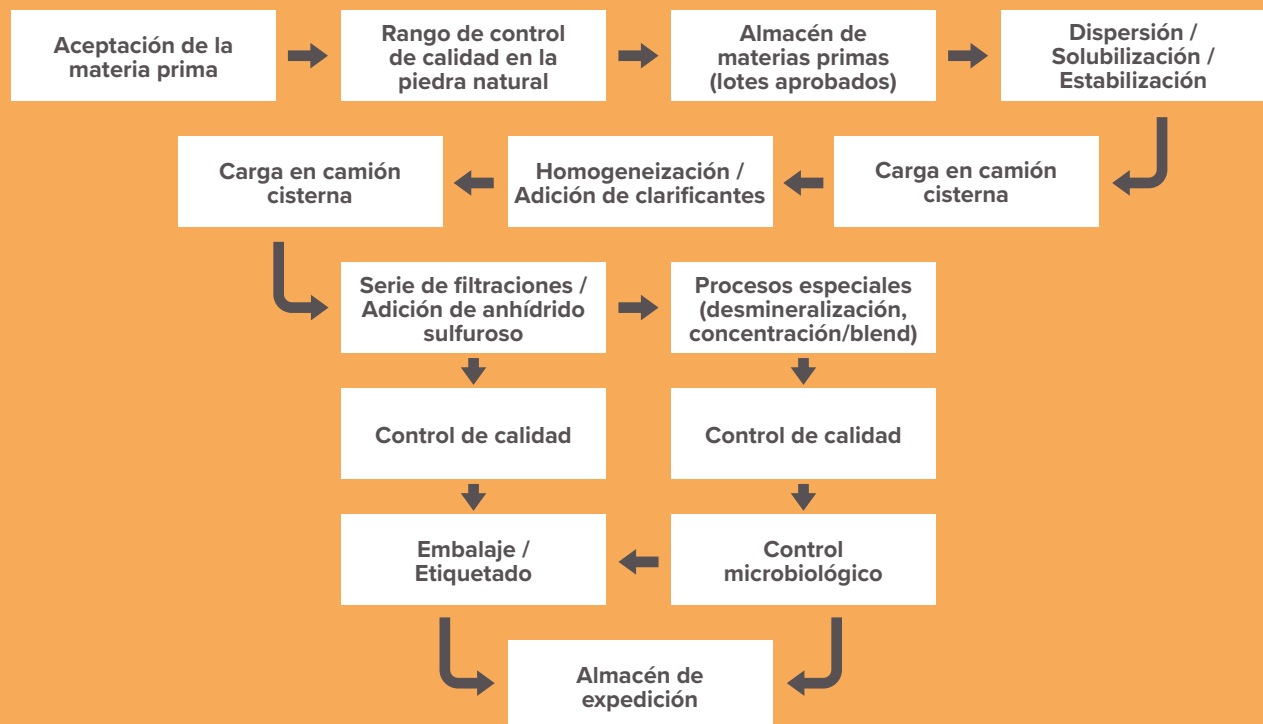 Aceptación de la
materia prima
Rango de control
de calidad en la
piedra natural
Almacén de
materias primas
(lotes aprobados)
Dispersión /
Solubilización /
Estabilización
Carga en camión
cisterna
Homogeneización /
Adición de clarificantes
Carga en camión
cisterna
Serie de filtraciones /
Adición de anhídrido
sulfuroso
Procesos especiales
(desmineralización,
concentración/blend)
Control de calidad
Control de calidad
Embalaje /
Etiquetado
Control
microbiológico
Almacén de
expedición